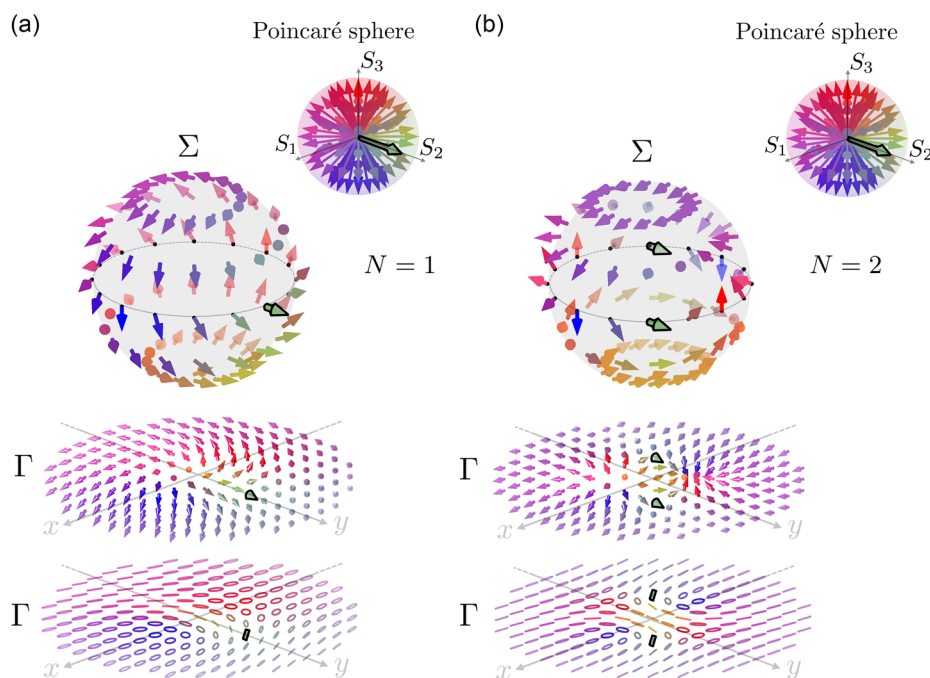 (a)
Poincaré sphere
S₃
S₁
S₂
Σ
N = 1
Γ
x
y
Γ
x
y
(b)
Poincaré sphere
S₃
S₁
S₂
Σ
N = 2
Γ
x
y
Γ
x
y